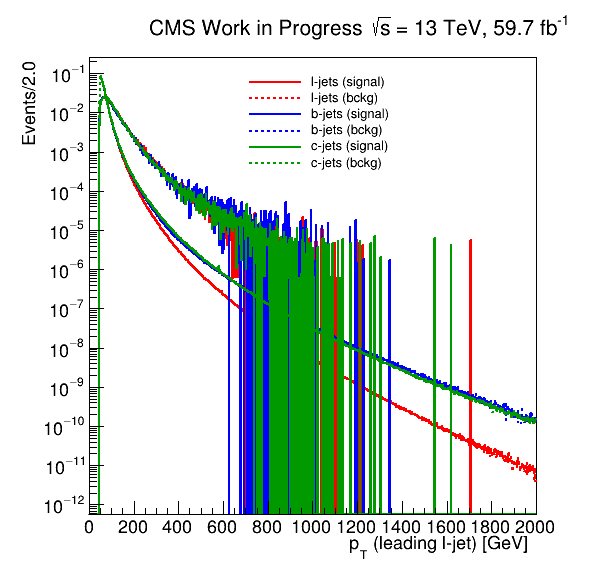 CMS Work in Progress √s = 13 TeV, 59.7 fb⁻¹
Events/2.0
10⁻¹
10⁻²
10⁻³
10⁻⁴
10⁻⁵
10⁻⁶
10⁻⁷
10⁻⁸
10⁻⁹
10⁻¹⁰
10⁻¹¹
10⁻¹²
l-jets (signal)
l-jets (bckg)
b-jets (signal)
b-jets (bckg)
c-jets (signal)
c-jets (bckg)
0 200 400 600 800 1000 1200 1400 1600 1800 2000
p_T (leading l-jet) [GeV]